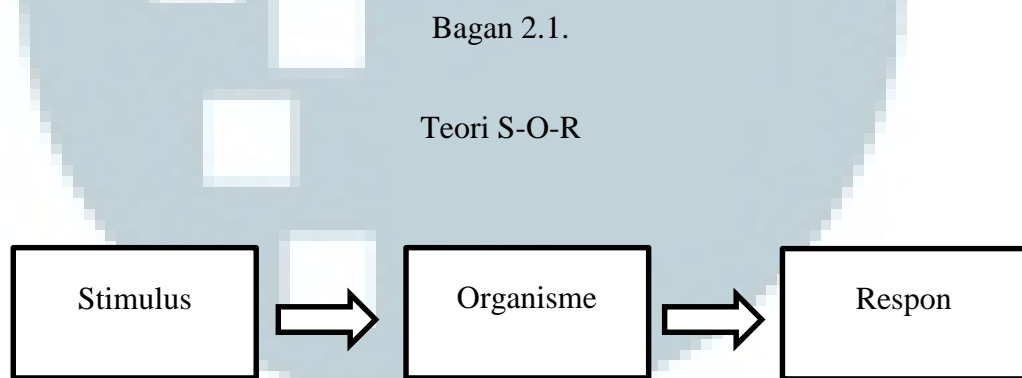 Bagan 2.1.
Teori S-O-R
Stimulus
Organisme
Respon